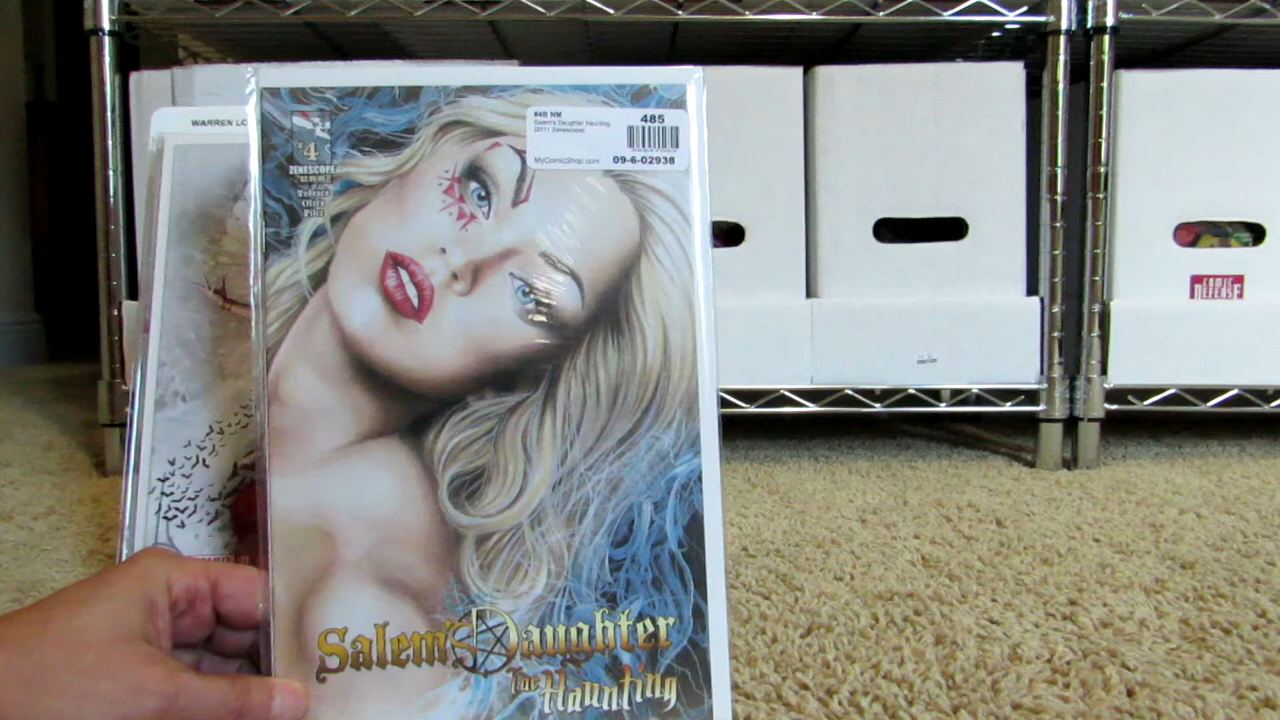 WARREN LO
#4B NM
Salem's Daughter Haunting
(2011 Zenescope)
485
MyComicShop.com
09-6-02938
#4
ZENESCOPE
Salem's Daughter
The Haunting
COMIC
DEFENSE